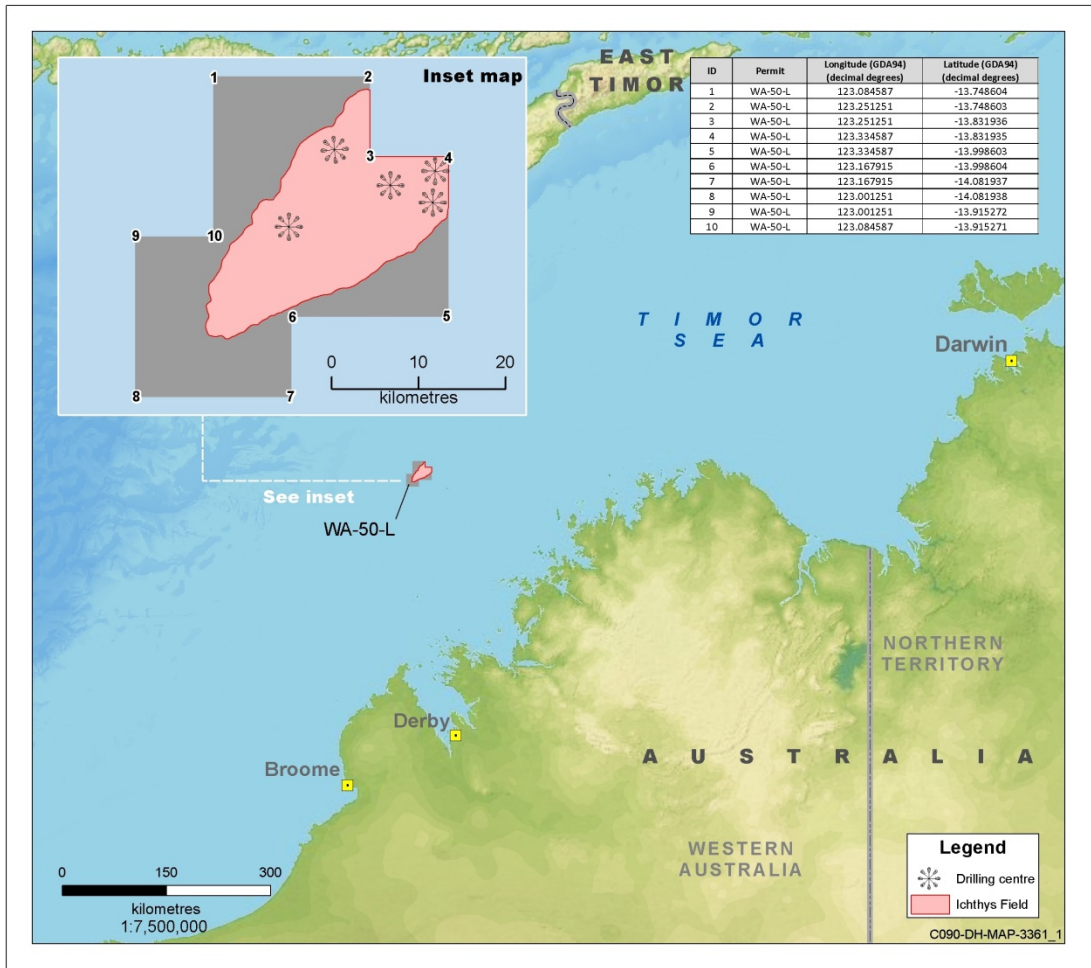 EAST
TIMOR
Inset map
1
2
3
4
9
10
6
5
8
7
0 10 20
kilometres
ID Permit Longitude (GDA94) (decimal degrees) Latitude (GDA94) (decimal degrees)
1 WA-50-L 123.084587 -13.748604
2 WA-50-L 123.251251 -13.748603
3 WA-50-L 123.251251 -13.831936
4 WA-50-L 123.334587 -13.831935
5 WA-50-L 123.334587 -13.998603
6 WA-50-L 123.167915 -13.998604
7 WA-50-L 123.167915 -14.081937
8 WA-50-L 123.001251 -14.081938
9 WA-50-L 123.001251 -13.915272
10 WA-50-L 123.084587 -13.915271
TIMOR
SEA
Darwin
See inset
WA-50-L
NORTHERN
TERRITORY
Derby
Broome
AUSTRALIA
WESTERN
AUSTRALIA
0 150 300
kilometres
1:7,500,000
Legend
Drilling centre
Ichthys Field
C090-DH-MAP-3361_1